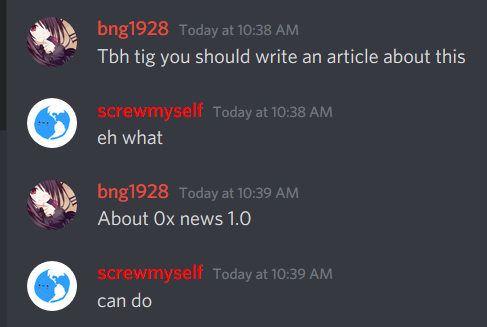 bng1928 Today at 10:38 AM
Tbh tig you should write an article about this
screwmyself Today at 10:38 AM
eh what
bng1928 Today at 10:39 AM
About 0x news 1.0
screwmyself Today at 10:39 AM
can do